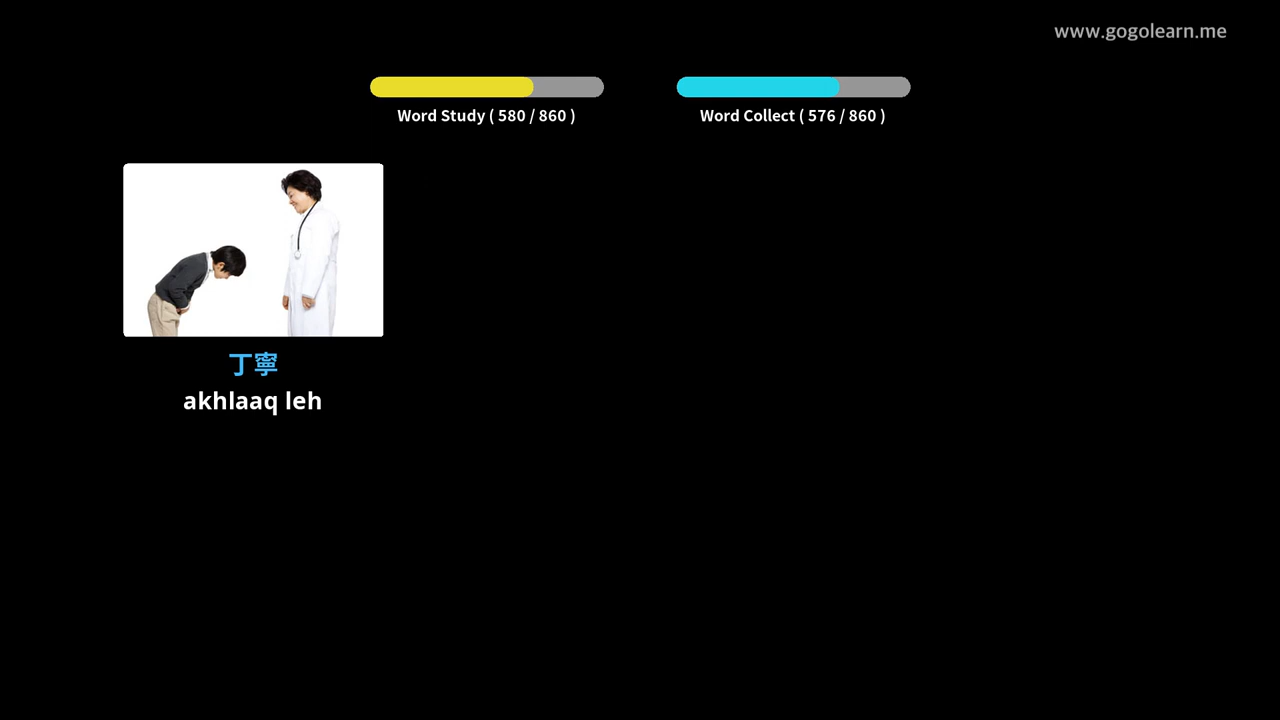 www.gogolearn.me
Word Study ( 580 / 860 )
Word Collect ( 576 / 860 )
丁寧
akhlaaq leh